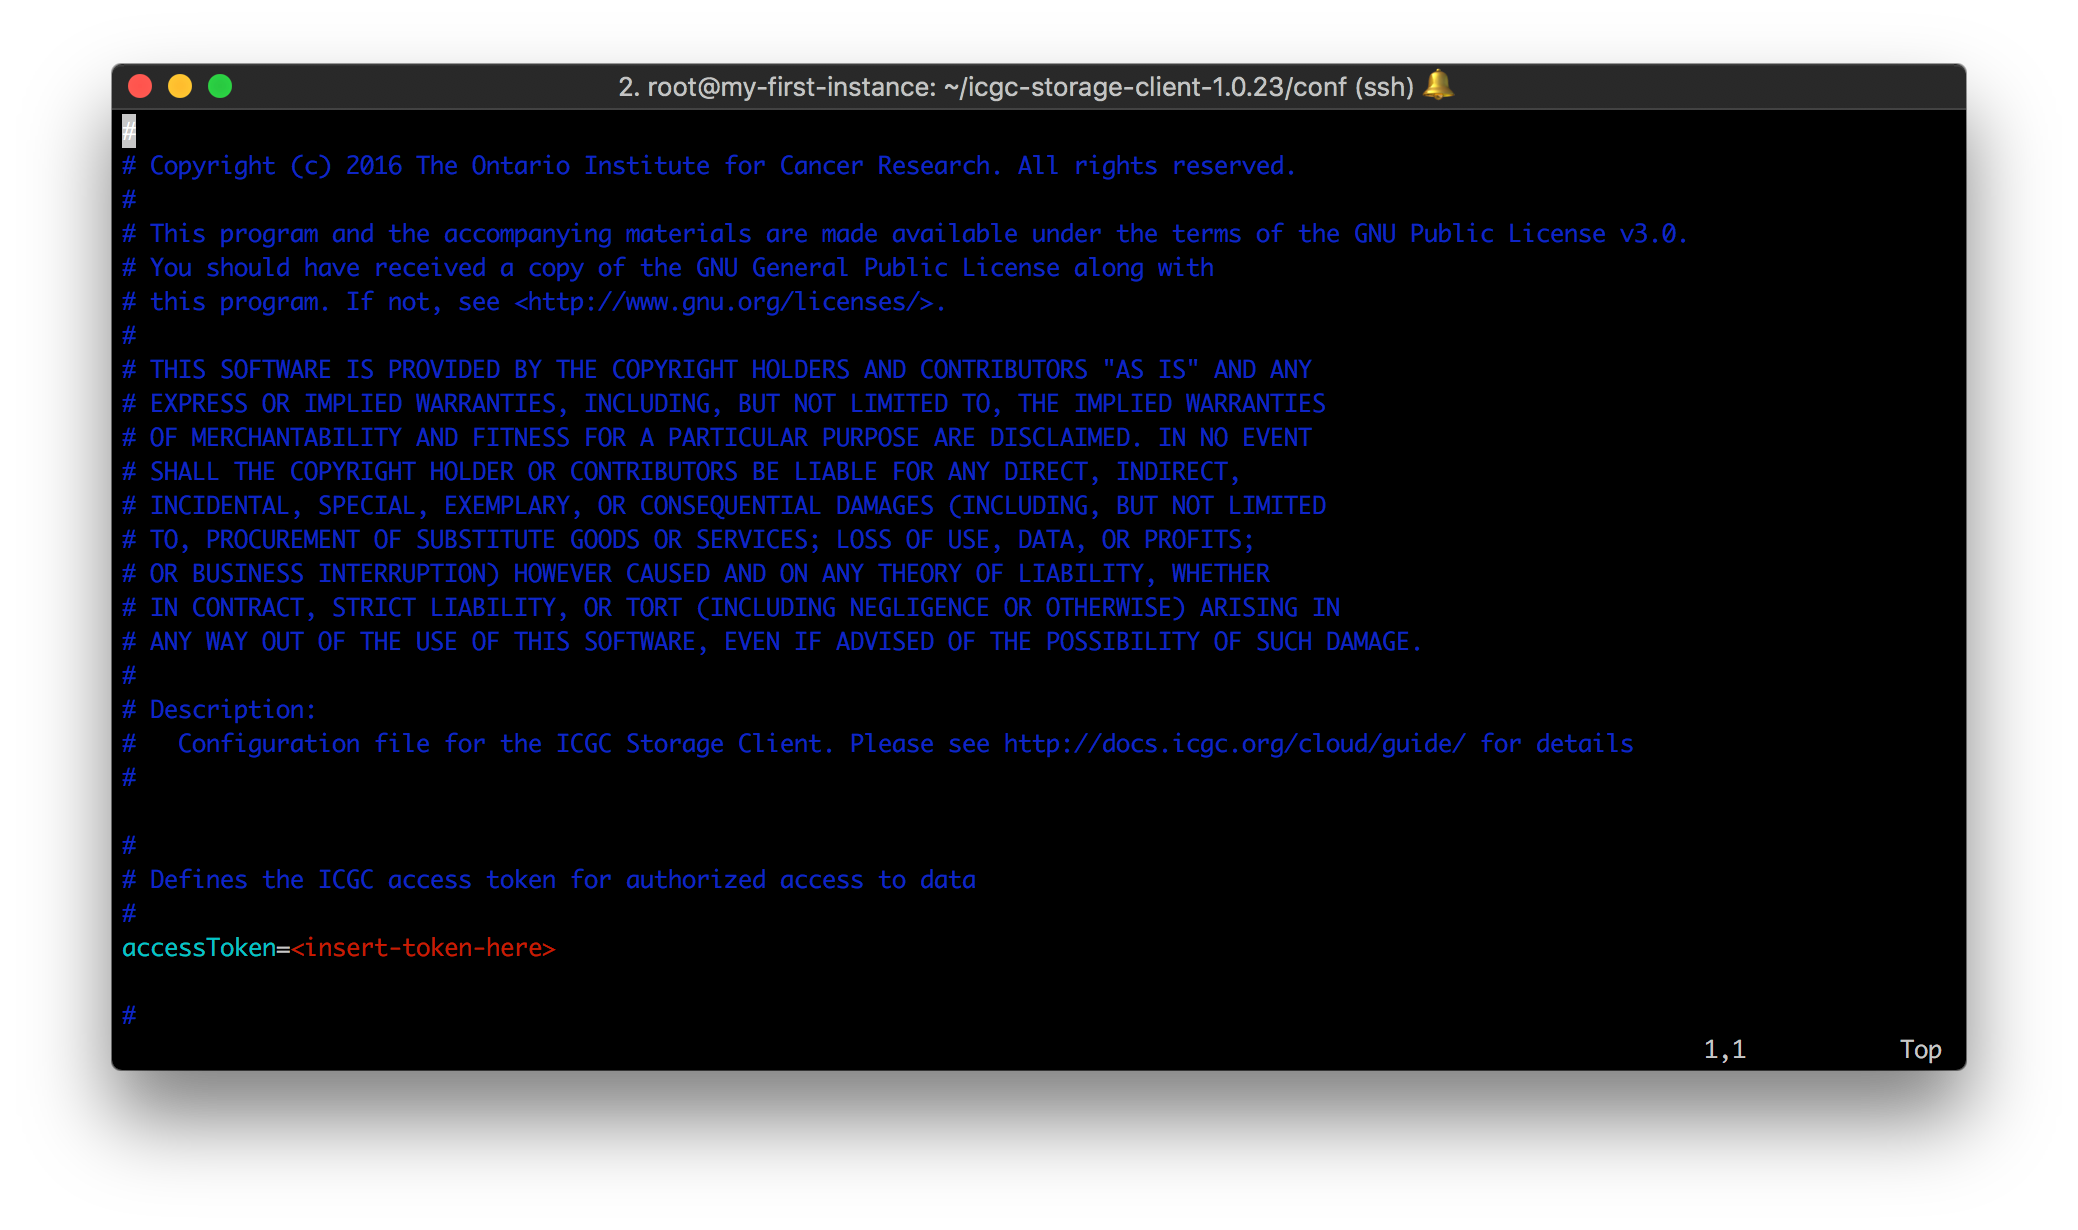 2. root@my-first-instance: ~/icgc-storage-client-1.0.23/conf (ssh)
#
# Copyright (c) 2016 The Ontario Institute for Cancer Research. All rights reserved.
#
# This program and the accompanying materials are made available under the terms of the GNU Public License v3.0.
# You should have received a copy of the GNU General Public License along with
# this program. If not, see <http://www.gnu.org/licenses/>.
#
# THIS SOFTWARE IS PROVIDED BY THE COPYRIGHT HOLDERS AND CONTRIBUTORS "AS IS" AND ANY
# EXPRESS OR IMPLIED WARRANTIES, INCLUDING, BUT NOT LIMITED TO, THE IMPLIED WARRANTIES
# OF MERCHANTABILITY AND FITNESS FOR A PARTICULAR PURPOSE ARE DISCLAIMED. IN NO EVENT
# SHALL THE COPYRIGHT HOLDER OR CONTRIBUTORS BE LIABLE FOR ANY DIRECT, INDIRECT,
# INCIDENTAL, SPECIAL, EXEMPLARY, OR CONSEQUENTIAL DAMAGES (INCLUDING, BUT NOT LIMITED
# TO, PROCUREMENT OF SUBSTITUTE GOODS OR SERVICES; LOSS OF USE, DATA, OR PROFITS;
# OR BUSINESS INTERRUPTION) HOWEVER CAUSED AND ON ANY THEORY OF LIABILITY, WHETHER
# IN CONTRACT, STRICT LIABILITY, OR TORT (INCLUDING NEGLIGENCE OR OTHERWISE) ARISING IN
# ANY WAY OUT OF THE USE OF THIS SOFTWARE, EVEN IF ADVISED OF THE POSSIBILITY OF SUCH DAMAGE.
#
# Description:
#   Configuration file for the ICGC Storage Client. Please see http://docs.icgc.org/cloud/guide/ for details
#
#
# Defines the ICGC access token for authorized access to data
#
accessToken=<insert-token-here>
#
1,1 Top